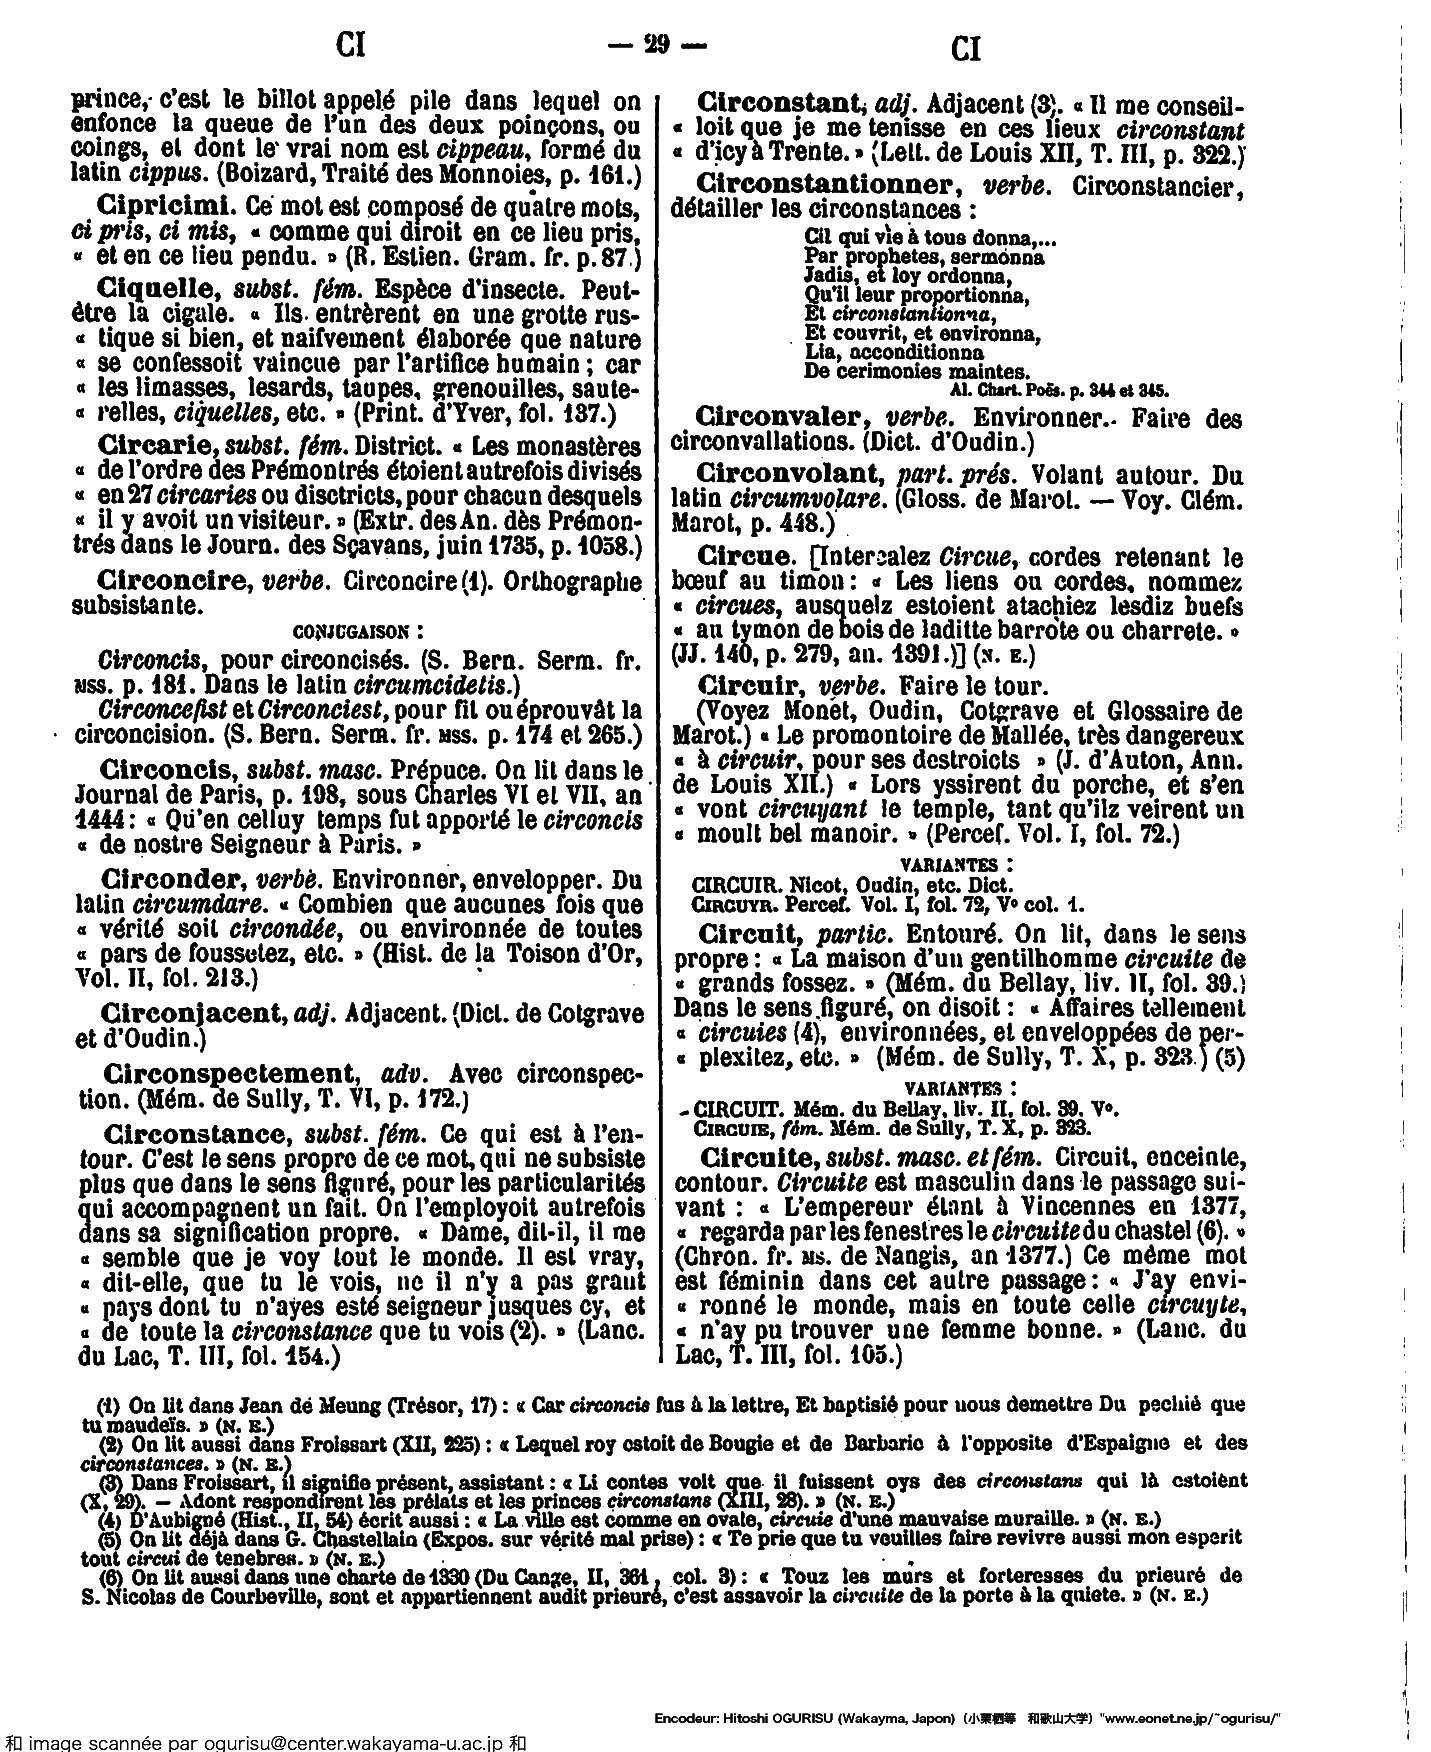 CI — 29 — CI
prince, c'est le billot appelé pile dans lequel on
enfonce la queue de l'un des deux poinçons, ou
coings, et dont le vrai nom est cippeau, formé du
latin cippus. (Boizard, Traité des Monnoies, p. 161.)
Cipricimi. Ce mot est composé de quatre mots,
ci pris, ci mis, « comme qui diroit en ce lieu pris,
« et en ce lieu pendu. » (R. Estien. Gram. fr. p. 87.)
Ciquelle, subst. fém. Espèce d'insecte. Peut-
être la cigale. « Ils entrèrent en une grotte rus-
« tique si bien, et naifvement élaborée que nature
« se confessoit vaincue par l'artifice humain ; car
« les limasses, lesards, taupes, grenouilles, saute-
« relles, ciquelles, etc. » (Print. d'Yver, fol. 137.)
Circarie, subst. fém. District. « Les monastères
« de l'ordre des Prémontrés étoient autrefois divisés
« en 27 circaries ou disctricts, pour chacun desquels
« il y avoit un visiteur. » (Extr. des An. dès Prémon-
trés dans le Journ. des Sçavans, juin 1735, p. 1058.)
Circoncire, verbe. Circoncire (1). Orthographe
subsistante.
CONJUGAISON :
Circoncis, pour circoncisés. (S. Bern. Serm. fr.
MSS. p. 181. Dans le latin circumcidetis.)
Circoncefist et Circonciest, pour fit ou éprouvât la
circoncision. (S. Bern. Serm. fr. MSS. p. 174 et 265.)
Circoncis, subst. masc. Prépuce. On lit dans le
Journal de Paris, p. 198, sous Charles VI et VII, an
1444 : « Qu'en celluy temps fut apporté le circoncis
« de nostre Seigneur à Paris. »
Circonder, verbè. Environner, envelopper. Du
latin circumdare. « Combien que aucunes fois que
« vérité soit circondée, ou environnée de toutes
« pars de foussetez, etc. » (Hist. de la Toison d'Or,
Vol. II, fol. 213.)
Circonjacent, adj. Adjacent. (Dict. de Cotgrave
et d'Oudin.)
Circonspectement, adv. Avec circonspec-
tion. (Mém. de Sully, T. VI, p. 172.)
Circonstance, subst. fém. Ce qui est à l'en-
tour. C'est le sens propre de ce mot, qui ne subsiste
plus que dans le sens figuré, pour les particularités
qui accompagnent un fait. On l'employoit autrefois
dans sa signification propre. « Dame, dit-il, il me
« semble que je voy tout le monde. Il est vray,
« dit-elle, que tu le vois, ne il n'y a pas graut
« pays dont tu n'ayes esté seigneur jusques cy, et
« de toute la circonstance que tu vois (2). » (Lanc.
du Lac, T. III, fol. 154.)
Circonstant, adj. Adjacent (3). « Il me conseil-
« loit que je me tenisse en ces lieux circonstant
« d'icy à Trente. » (Lett. de Louis XII, T. III, p. 322.)
Circonstantionner, verbe. Circonstancier,
détailler les circonstances :
Cil qui vie à tous donna,...
Par prophetes, sermonna
Jadis, et loy ordonna,
Qu'il leur proportionna,
Et circonstantionna,
Et couvrit, et environna,
Lia, acconditionna
De cerimonies maintes.
Al. Chart. Poës. p. 344 et 345.
Circonvaler, verbe. Environner. Faire des
circonvallations. (Dict. d'Oudin.)
Circonvolant, part. prés. Volant autour. Du
latin circumvolare. (Gloss. de Marot. — Voy. Clém.
Marot, p. 448.)
Circue. [Intercalez Circue, cordes retenant le
bœuf au timon : « Les liens ou cordes, nommez
« circues, ausquelz estoient atachiez lesdiz buefs
« au tymon de bois de laditte barrote ou charrete. »
(JJ. 140, p. 279, an. 1391.)] (N. E.)
Circuir, verbe. Faire le tour.
(Voyez Monet, Oudin, Cotgrave et Glossaire de
Marot.) « Le promontoire de Mallée, très dangereux
« à circuir, pour ses destroicts » (J. d'Auton, Ann.
de Louis XII.) « Lors yssirent du porche, et s'en
« vont circuyant le temple, tant qu'ilz veirent un
« moult bel manoir. » (Percef. Vol. I, fol. 72.)
VARIANTES :
CIRCUIR. Nicot, Oudin, etc. Dict.
CIRCUYR. Percef. Vol. I, fol. 72, V° col. 1.
Circuit, partic. Entouré. On lit, dans le sens
propre : « La maison d'un gentilhomme circuite de
« grands fossez. » (Mém. du Bellay, liv. II, fol. 39.)
Dans le sens figuré, on disoit : « Affaires tellement
« circuies (4), environnées, et enveloppées de per-
« plexitez, etc. » (Mém. de Sully, T. X, p. 323.) (5)
VARIANTES :
CIRCUIT. Mém. du Bellay, liv. II, fol. 39. V°.
CIRCUIE, fém. Mém. de Sully, T. X, p. 323.
Circuite, subst. masc. et fém. Circuit, enceinte,
contour. Circuite est masculin dans le passage sui-
vant : « L'empereur étant à Vincennes en 1377,
« regarda par les fenestres le circuite du chastel (6). »
(Chron. fr. MS. de Nangis, an 1377.) Ce même mot
est féminin dans cet autre passage : « J'ay envi-
« ronné le monde, mais en toute celle circuyte,
« n'ay pu trouver une femme bonne. » (Lanc. du
Lac, T. III, fol. 105.)
(1) On lit dans Jean de Meung (Trésor, 17) : « Car circoncis fus à la lettre, Et baptisié pour nous demettre Du pechié que
tu maudeïs. » (N. E.)
(2) On lit aussi dans Froissart (XII, 225) : « Lequel roy estoit de Bougie et de Barbarie à l'opposite d'Espaigne et des
circonstances. » (N. E.)
(3) Dans Froissart, il signifie présent, assistant : « Li contes volt que il fuissent oys des circonstans qui là estoient
(X, 29). — Adont respondirent les prélats et les princes circonstans (XIII, 28). » (N. E.)
(4) D'Aubigné (Hist., II, 54) écrit aussi : « La ville est comme en ovale, circuie d'une mauvaise muraille. » (N. E.)
(5) On lit déjà dans G. Chastellain (Expos. sur vérité mal prise) : « Te prie que tu veuilles faire revivre aussi mon esperit
tout circui de tenebres. » (N. E.)
(6) On lit aussi dans une charte de 1330 (Du Cange, II, 361, col. 3) : « Touz les murs et forteresses du prieuré de
S. Nicolas de Courbeville, sont et appartiennent audit prieuré, c'est assavoir la circuite de la porte à la quiete. » (N. E.)
Encodeur: Hitoshi OGURISU (Wakayma, Japon) (小栗栖等 和歌山大学) "www.eonet.ne.jp/~ogurisu/"
和 image scannée par ogurisu@center.wakayama-u.ac.jp 和